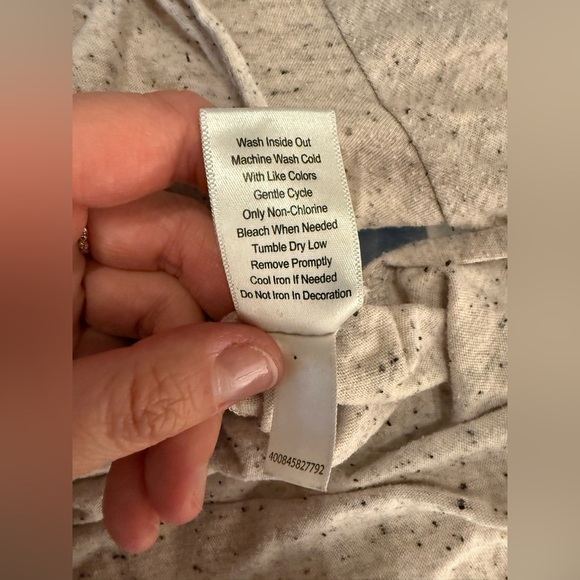 Wash Inside Out
Machine Wash Cold
With Like Colors
Gentle Cycle
Only Non-Chlorine
Bleach When Needed
Tumble Dry Low
Remove Promptly
Cool Iron If Needed
Do Not Iron In Decoration
400845827792